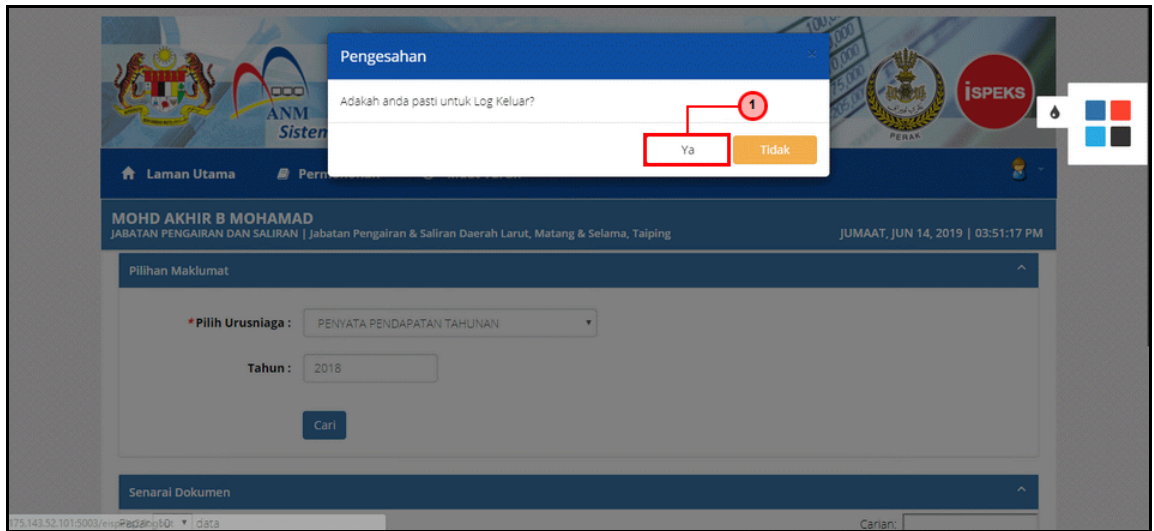 Pengesahan
Adakah anda pasti untuk Log Keluar?
1
Ya
Tidak
ANM
Sistem
PERAK
iSPEKS
Laman Utama
MOHD AKHIR B MOHAMAD
JABATAN PENGAIRAN DAN SALIRAN | Jabatan Pengairan & Saliran Daerah Larut, Matang & Selama, Taiping
JUMAAT, JUN 14, 2019 | 03:51:17 PM
Pilihan Maklumat
*Pilih Urusniaga :
PENYATA PENDAPATAN TAHUNAN
Tahun :
2018
Cari
Senarai Dokumen
data
Carian: